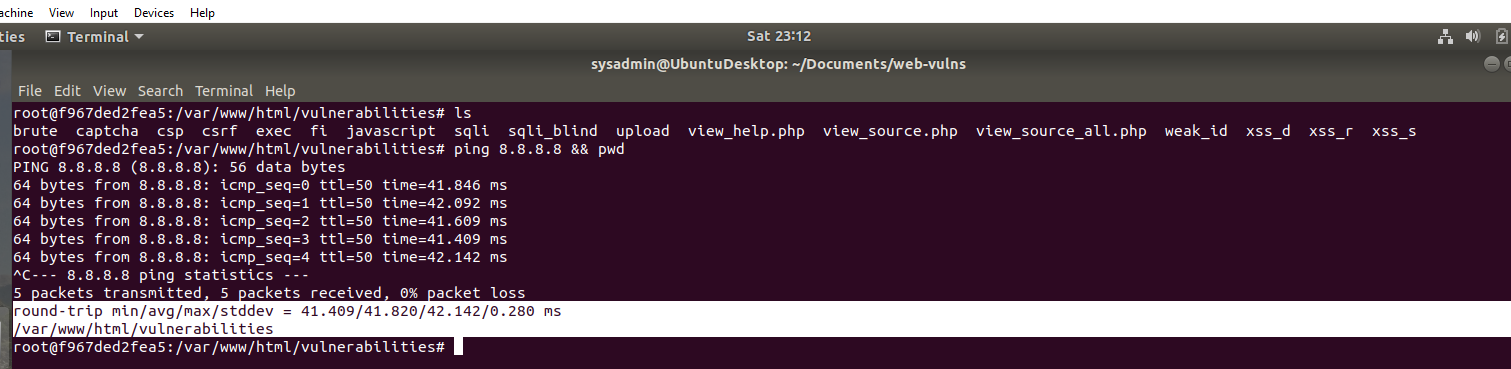 achine View Input Devices Help
ties Terminal Sat 23:12
sysadmin@UbuntuDesktop: ~/Documents/web-vulns
File Edit View Search Terminal Help
root@f967ded2fea5:/var/www/html/vulnerabilities# ls
brute captcha csp csrf exec fi javascript sqli sqli_blind upload view_help.php view_source.php view_source_all.php weak_id xss_d xss_r xss_s
root@f967ded2fea5:/var/www/html/vulnerabilities# ping 8.8.8.8 && pwd
PING 8.8.8.8 (8.8.8.8): 56 data bytes
64 bytes from 8.8.8.8: icmp_seq=0 ttl=50 time=41.846 ms
64 bytes from 8.8.8.8: icmp_seq=1 ttl=50 time=42.092 ms
64 bytes from 8.8.8.8: icmp_seq=2 ttl=50 time=41.609 ms
64 bytes from 8.8.8.8: icmp_seq=3 ttl=50 time=41.409 ms
64 bytes from 8.8.8.8: icmp_seq=4 ttl=50 time=42.142 ms
^C--- 8.8.8.8 ping statistics ---
5 packets transmitted, 5 packets received, 0% packet loss
round-trip min/avg/max/stddev = 41.409/41.820/42.142/0.280 ms
/var/www/html/vulnerabilities
root@f967ded2fea5:/var/www/html/vulnerabilities#